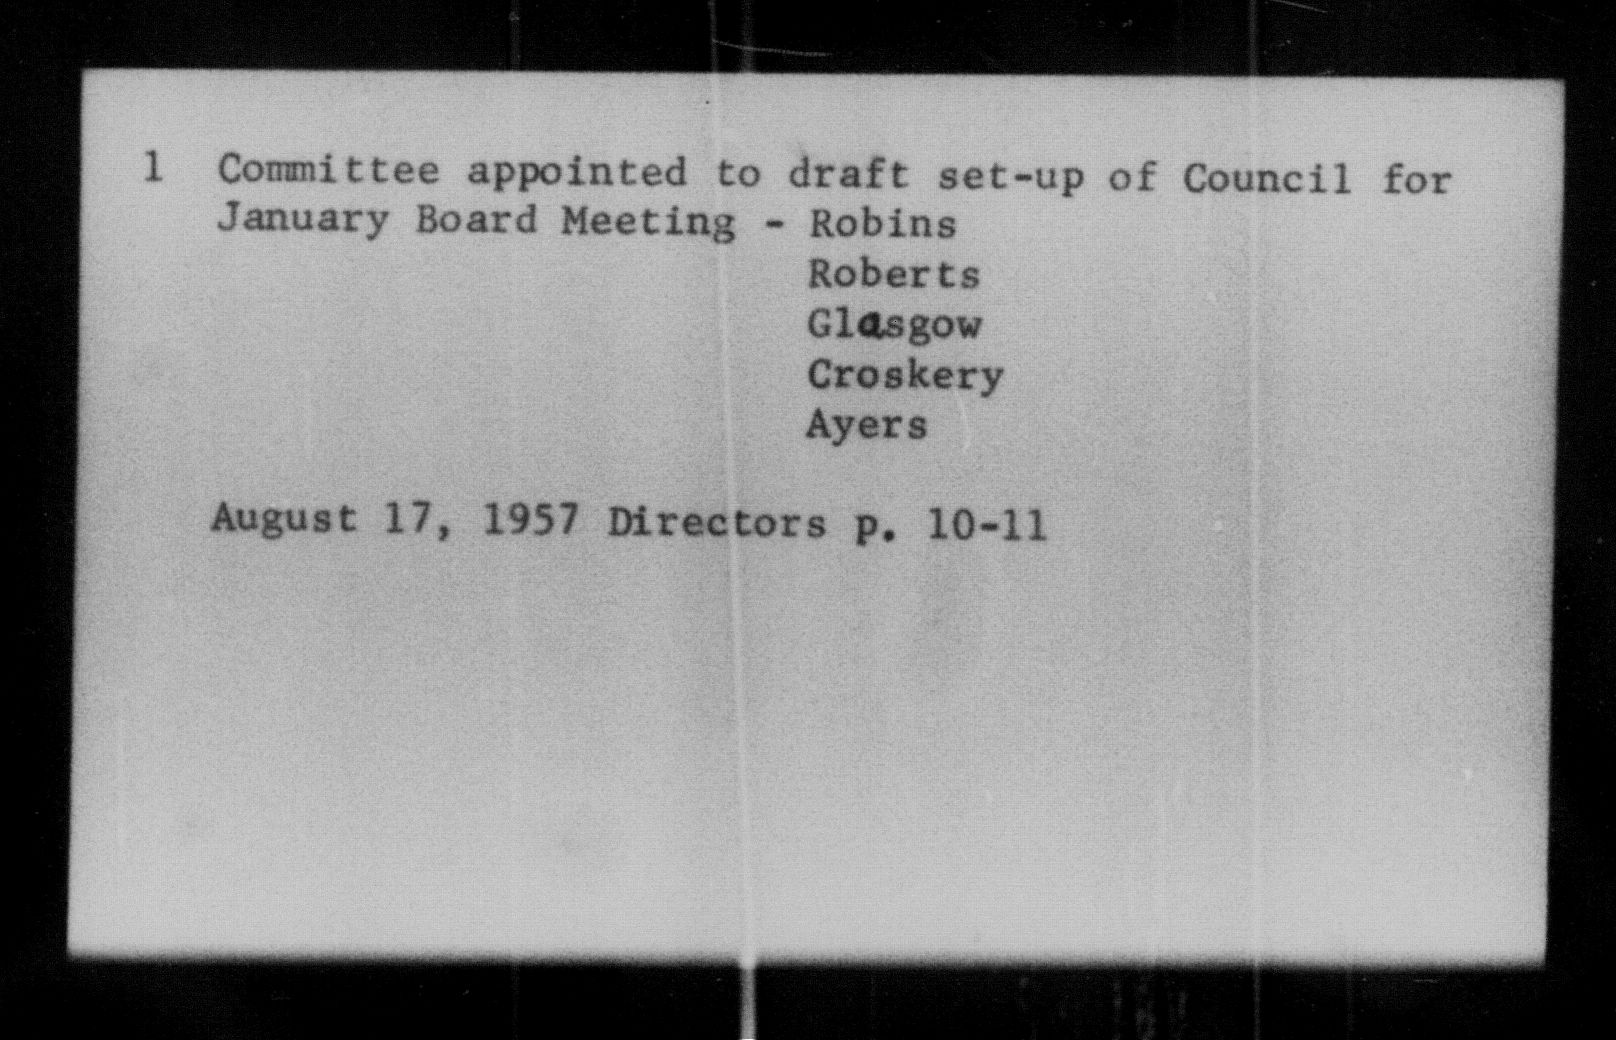 1 Committee appointed to draft set-up of Council for
January Board Meeting - Robins
Roberts
Glasgow
Croskery
Ayers
August 17, 1957 Directors p. 10-11